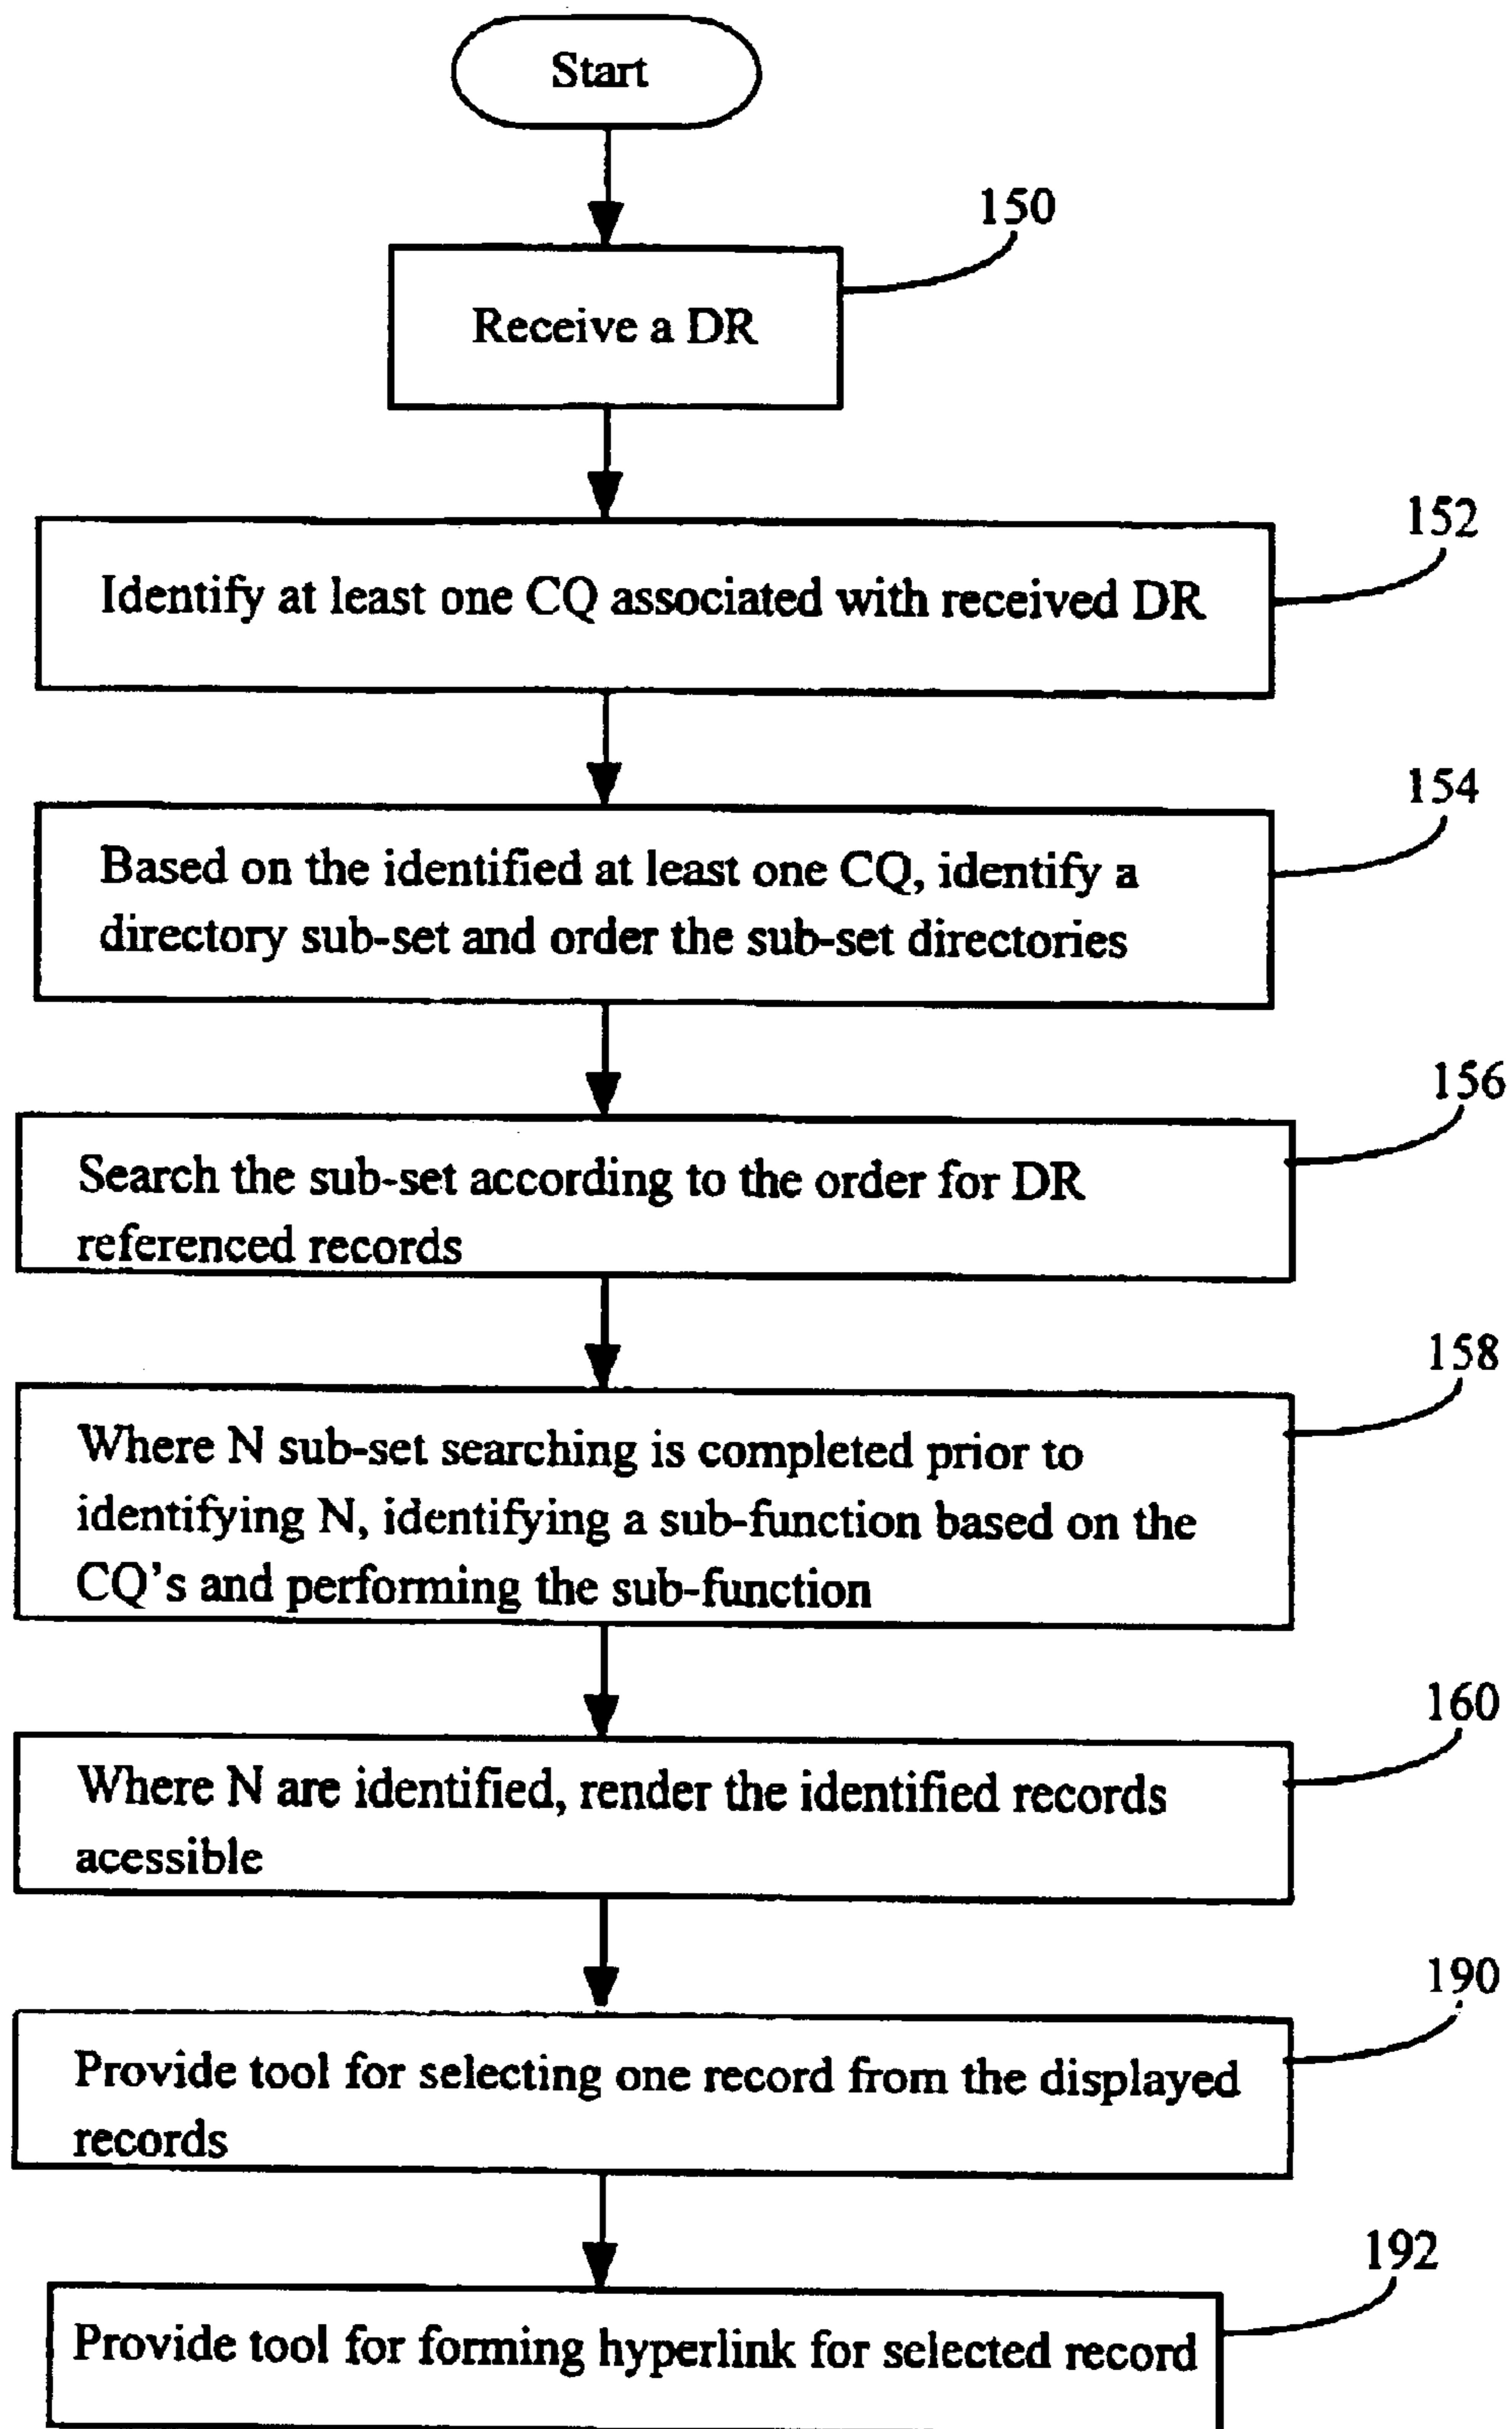 Start
150
Receive a DR
152
Identify at least one CQ associated with received DR
154
Based on the identified at least one CQ, identify a
directory sub-set and order the sub-set directories
156
Search the sub-set according to the order for DR
referenced records
158
Where N sub-set searching is completed prior to
identifying N, identifying a sub-function based on the
CQ's and performing the sub-function
160
Where N are identified, render the identified records
acessible
190
Provide tool for selecting one record from the displayed
records
192
Provide tool for forming hyperlink for selected record